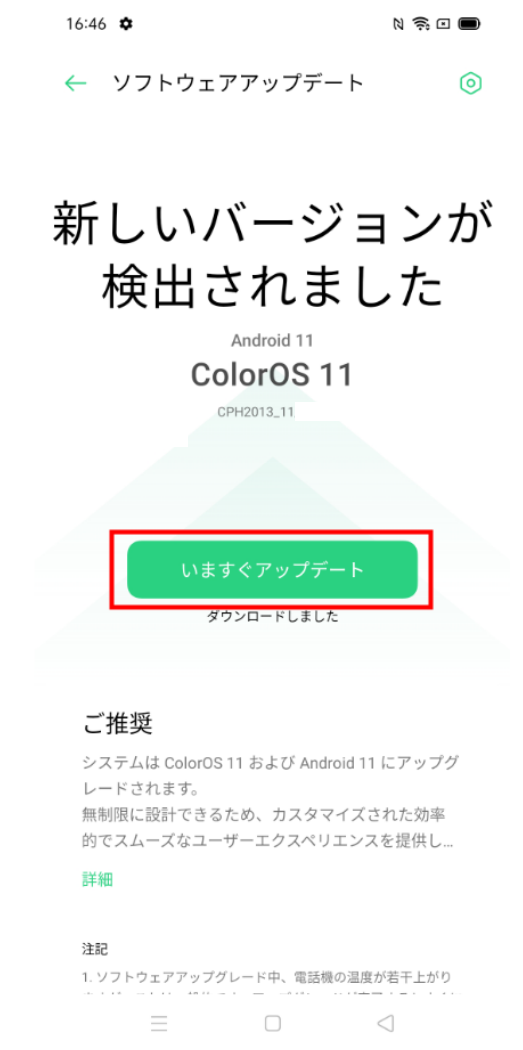 16:46
ソフトウェアアップデート
新しいバージョンが
検出されました
Android 11
ColorOS 11
CPH2013_11
いますぐアップデート
ダウンロードしました
ご推奨
システムは ColorOS 11 および Android 11 にアップグ
レードされます。
無制限に設計できるため、カスタマイズされた効率
的でスムーズなユーザーエクスペリエンスを提供し...
詳細
注記
1. ソフトウェアアップグレード中、電話機の温度が若干上がり